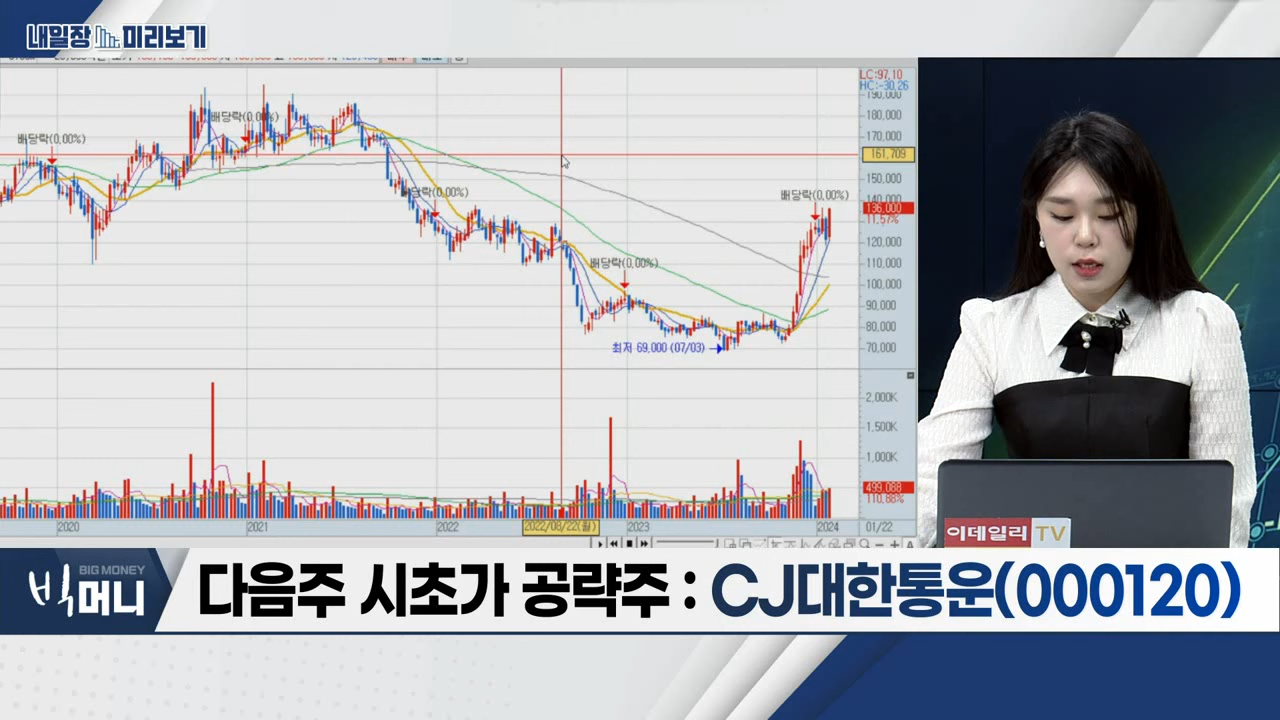 내일장 미리보기
LC:97.10
HC:-30.26
190,000
180,000
170,000
161,709
150,000
140,000
136,000
11.57%
120,000
110,000
100,000
90,000
80,000
70,000
배당락(0.00%)
배당락(0.00%)
배당락(0.00%)
배당락(0.00%)
배당락(0.00%)
최저 69,000 (07/03)
2,000K
1,500K
1,000K
499,088
110.88%
2020
2021
2022
2022/08/22(월)
2023
2024
01/22
이데일리 TV
BIG MONEY
빅머니
다음주 시초가 공략주 : CJ대한통운(000120)